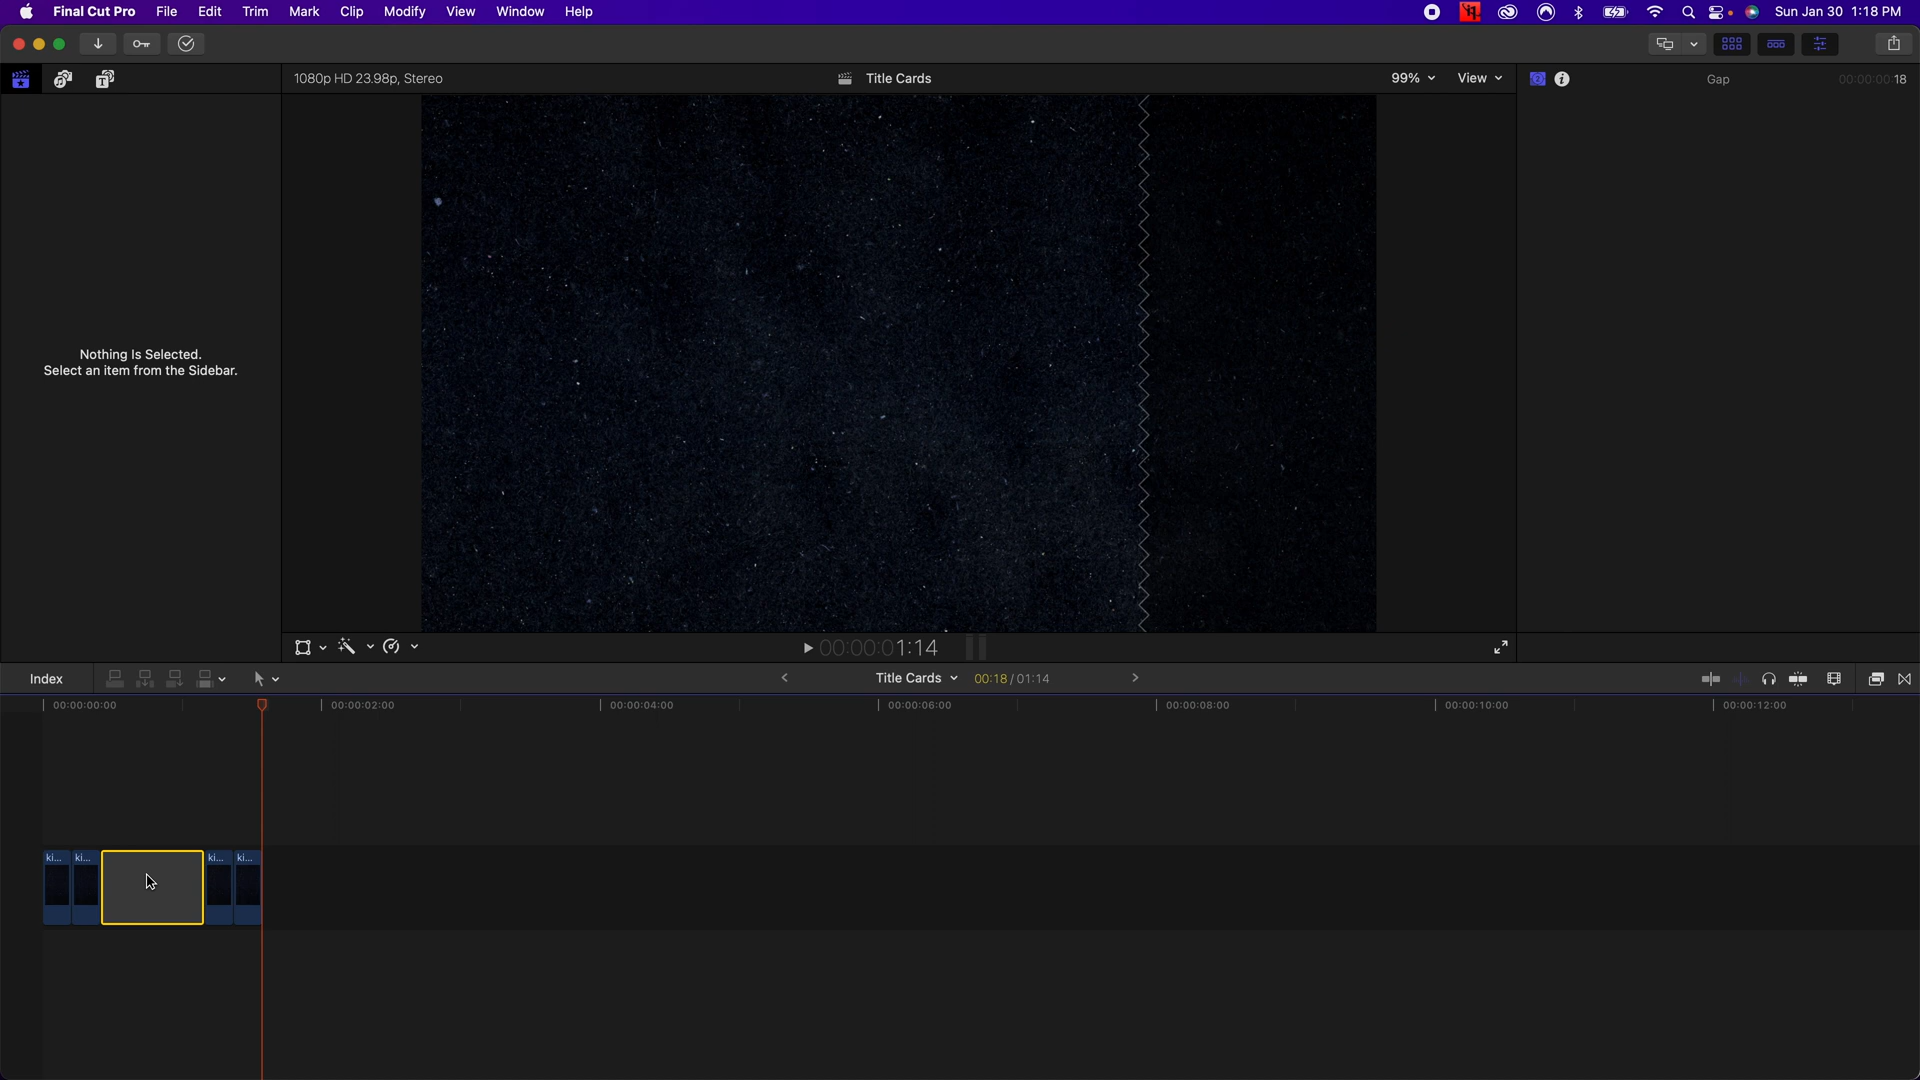 Final Cut Pro File Edit Trim Mark Clip Modify View Window Help Sun Jan 30 1:18 PM
1080p HD 23.98p, Stereo Title Cards 99% View Gap 00:00:00:18
Nothing Is Selected.
Select an item from the Sidebar.
00:00:01:14
Index Title Cards 00:18 / 01:14
00:00:00:00 00:00:02:00 00:00:04:00 00:00:06:00 00:00:08:00 00:00:10:00 00:00:12:00
ki... ki... ki... ki...